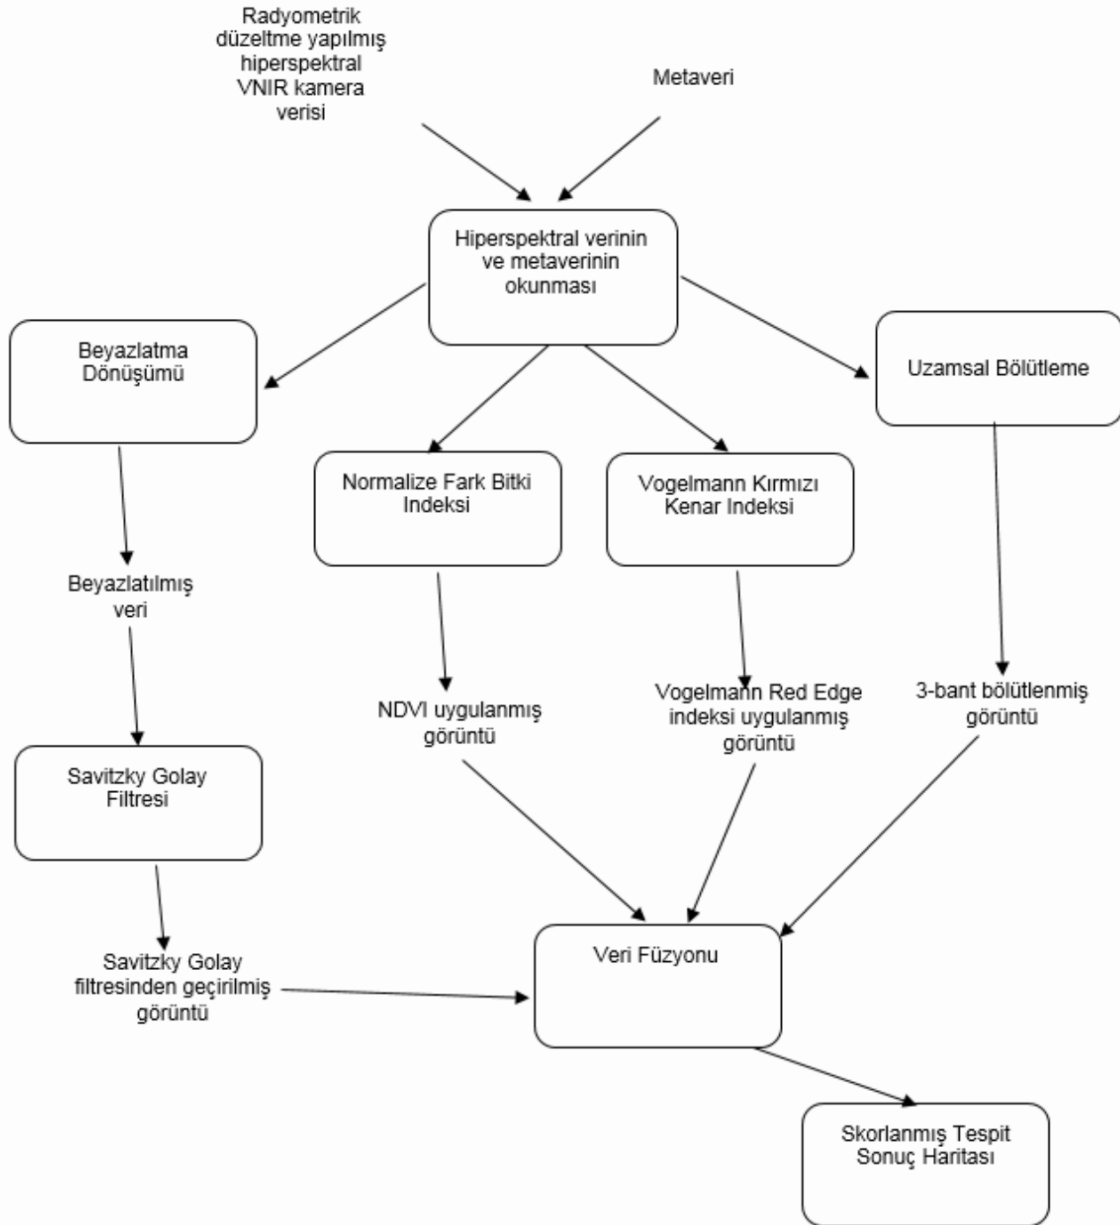 Radyometrik
düzeltme yapılmış
hiperspektral
VNIR kamera
verisi
Metaveri
Hiperspektral verinin
ve metaverinin
okunması
Beyazlatma
Dönüşümü
Uzamsal Bölütleme
Normalize Fark Bitki
Indeksi
Vogelmann Kırmızı
Kenar Indeksi
Beyazlatılmış
veri
NDVI uygulanmış
görüntü
Vogelmann Red Edge
indeksi uygulanmış
görüntü
3-bant bölütlenmiş
görüntü
Savitzky Golay
Filtresi
Savitzky Golay
filtresinden geçirilmiş
görüntü
Veri Füzyonu
Skorlanmış Tespit
Sonuç Haritası